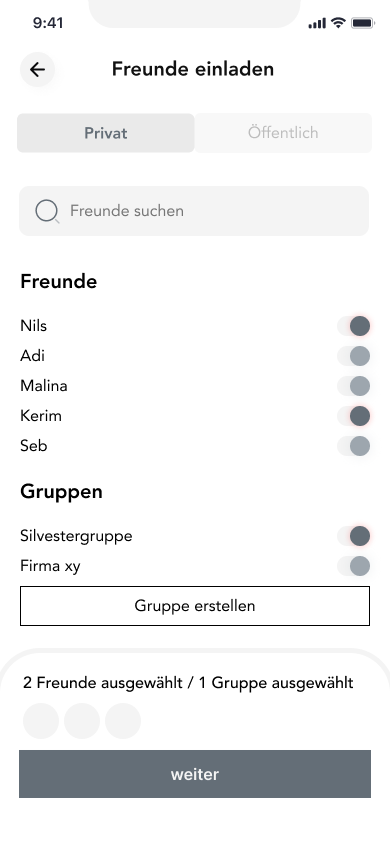 9:41
Freunde einladen
Privat
Öffentlich
Freunde suchen
Freunde
Nils
Adi
Malina
Kerim
Seb
Gruppen
Silvestergruppe
Firma xy
Gruppe erstellen
2 Freunde ausgewählt / 1 Gruppe ausgewählt
weiter